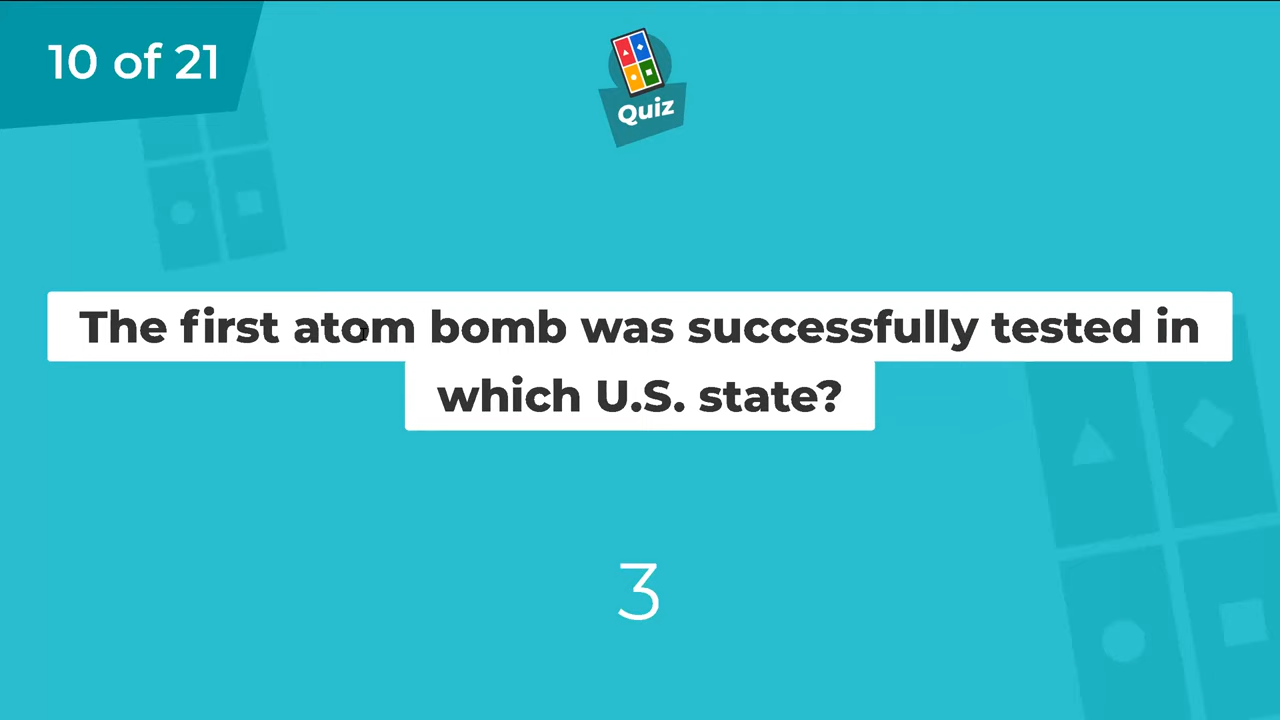 10 of 21
Quiz
The first atom bomb was successfully tested in
which U.S. state?
3